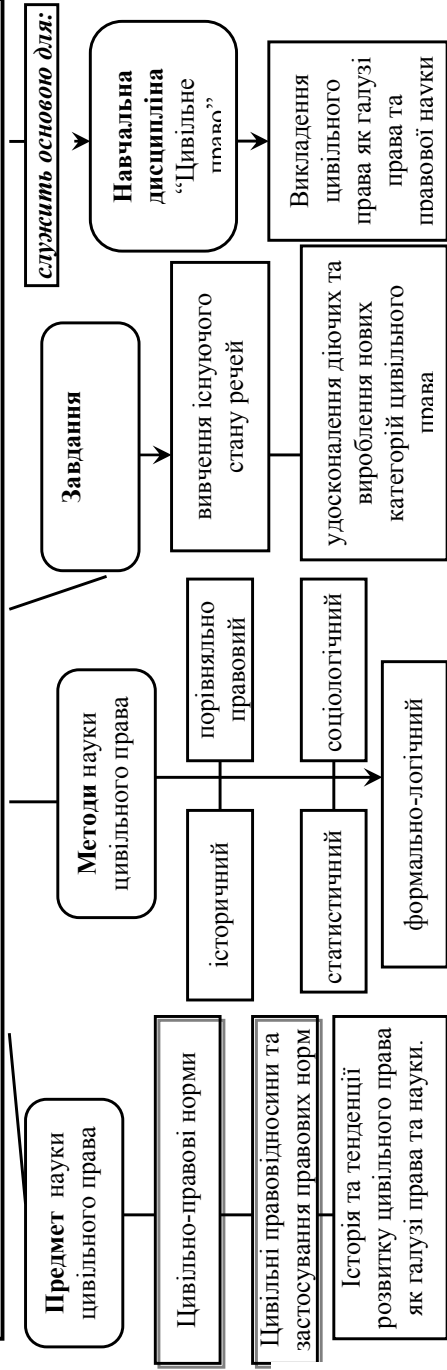 Предмет науки
цивільного права
Цивільно-правові норми
Цивільні правовідносини та
застосування правових норм
Історія та тенденції
розвитку цивільного права
як галузі права та науки.
Методи науки
цивільного права
історичний
порівняльно
правовий
статистичний
соціологічний
формально-логічний
Завдання
вивчення існуючого
стану речей
удосконалення діючих та
вироблення нових
категорій цивільного
права
служить основою для:
Навчальна
дисципліна
“Цивільне
право”
Викладення
цивільного
права як галузі
права та
правової науки